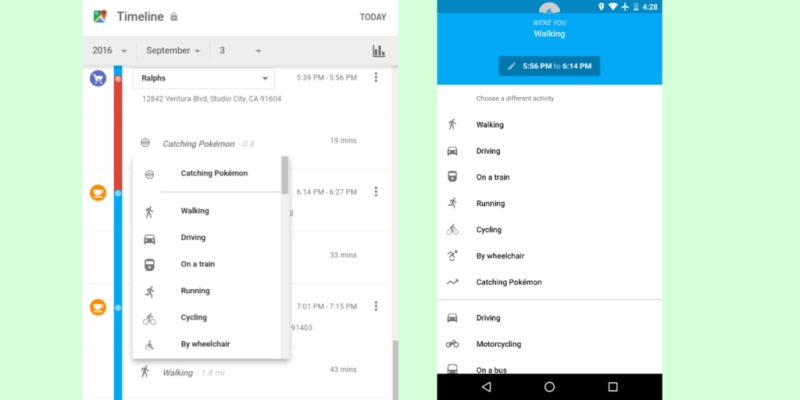 Timeline
TODAY
2016
September
3
Ralphs
5:39 PM - 5:56 PM
12842 Ventura Blvd, Studio City, CA 91604
Catching Pokémon - 0.8
19 mins
Catching Pokémon
Walking
6:14 PM - 6:27 PM
3
Driving
On a train
33 mins
Running
7:01 PM - 7:15 PM
Cycling
91403
By wheelchair
Walking - 1.8 mi
43 mins
4:28
WERE YOU
Walking
5:56 PM to 6:14 PM
Choose a different activity
Walking
Driving
On a train
Running
Cycling
By wheelchair
Catching Pokémon
Driving
Motorcycling
On a bus